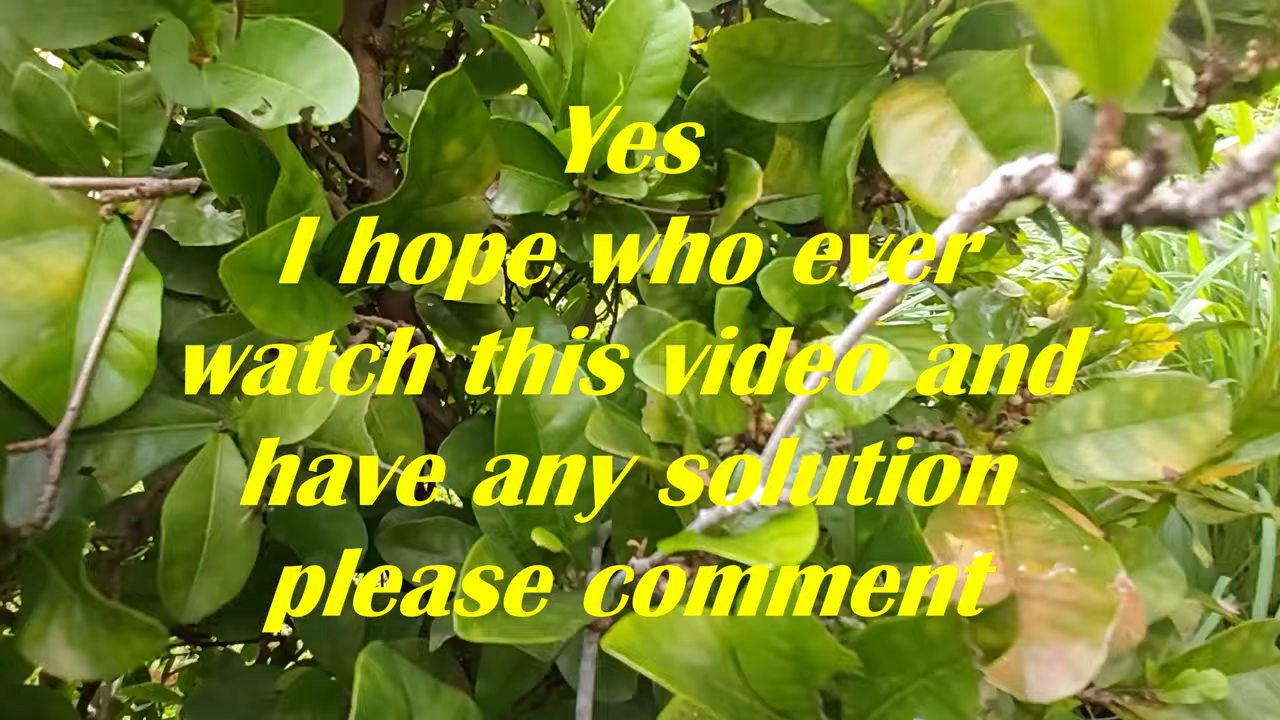 Yes
I hope who ever
watch this video and
have any solution
please comment